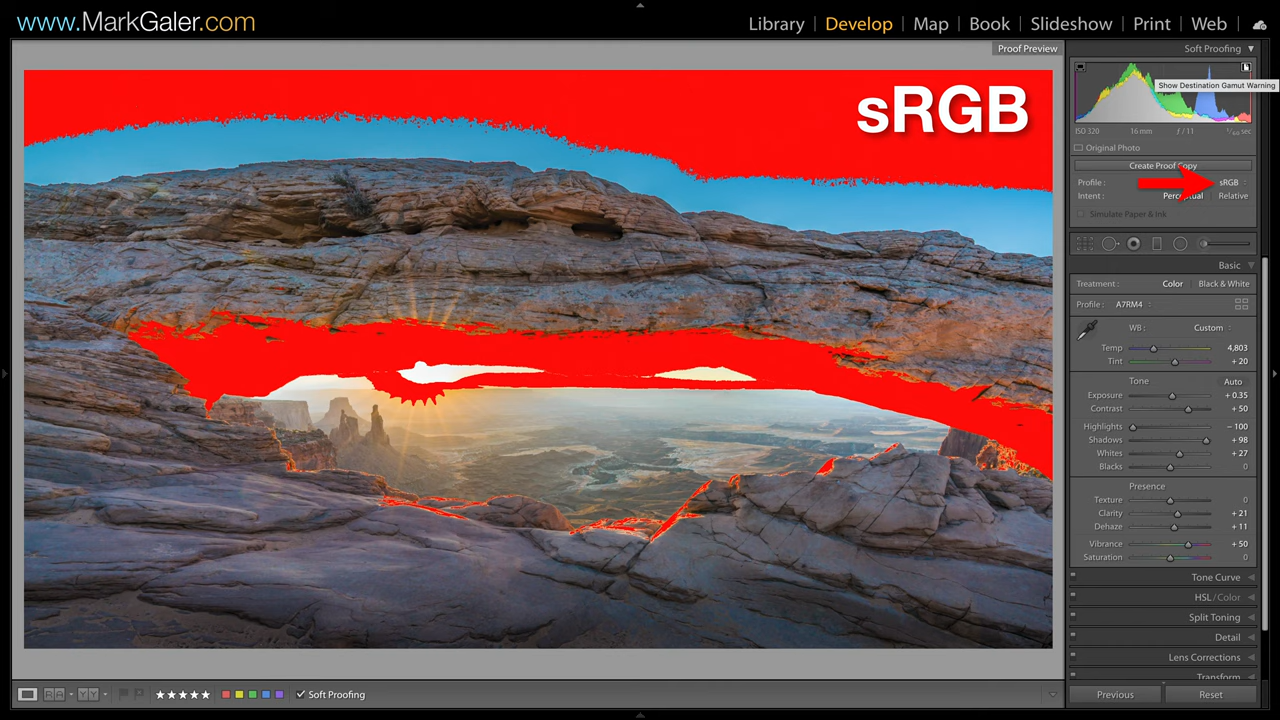 www.MarkGaler.com
Library | Develop | Map | Book | Slideshow | Print | Web
Proof Preview
Soft Proofing
sRGB
Show Destination Gamut Warning
ISO 320 16 mm f / 11 sec
Original Photo
Create Proof Copy
Profile : sRGB
Intent : Perceptual Relative
Simulate Paper & Ink
Basic
Treatment : Color Black & White
Profile : A7RM4
WB : Custom
Temp 4,803
Tint + 20
Tone Auto
Exposure + 0.35
Contrast + 50
Highlights − 100
Shadows + 98
Whites + 27
Blacks 0
Presence
Texture 0
Clarity + 21
Dehaze + 11
Vibrance + 50
Saturation 0
Tone Curve
HSL / Color
Split Toning
Detail
Lens Corrections
Transform
RR YY
Soft Proofing
Previous Reset